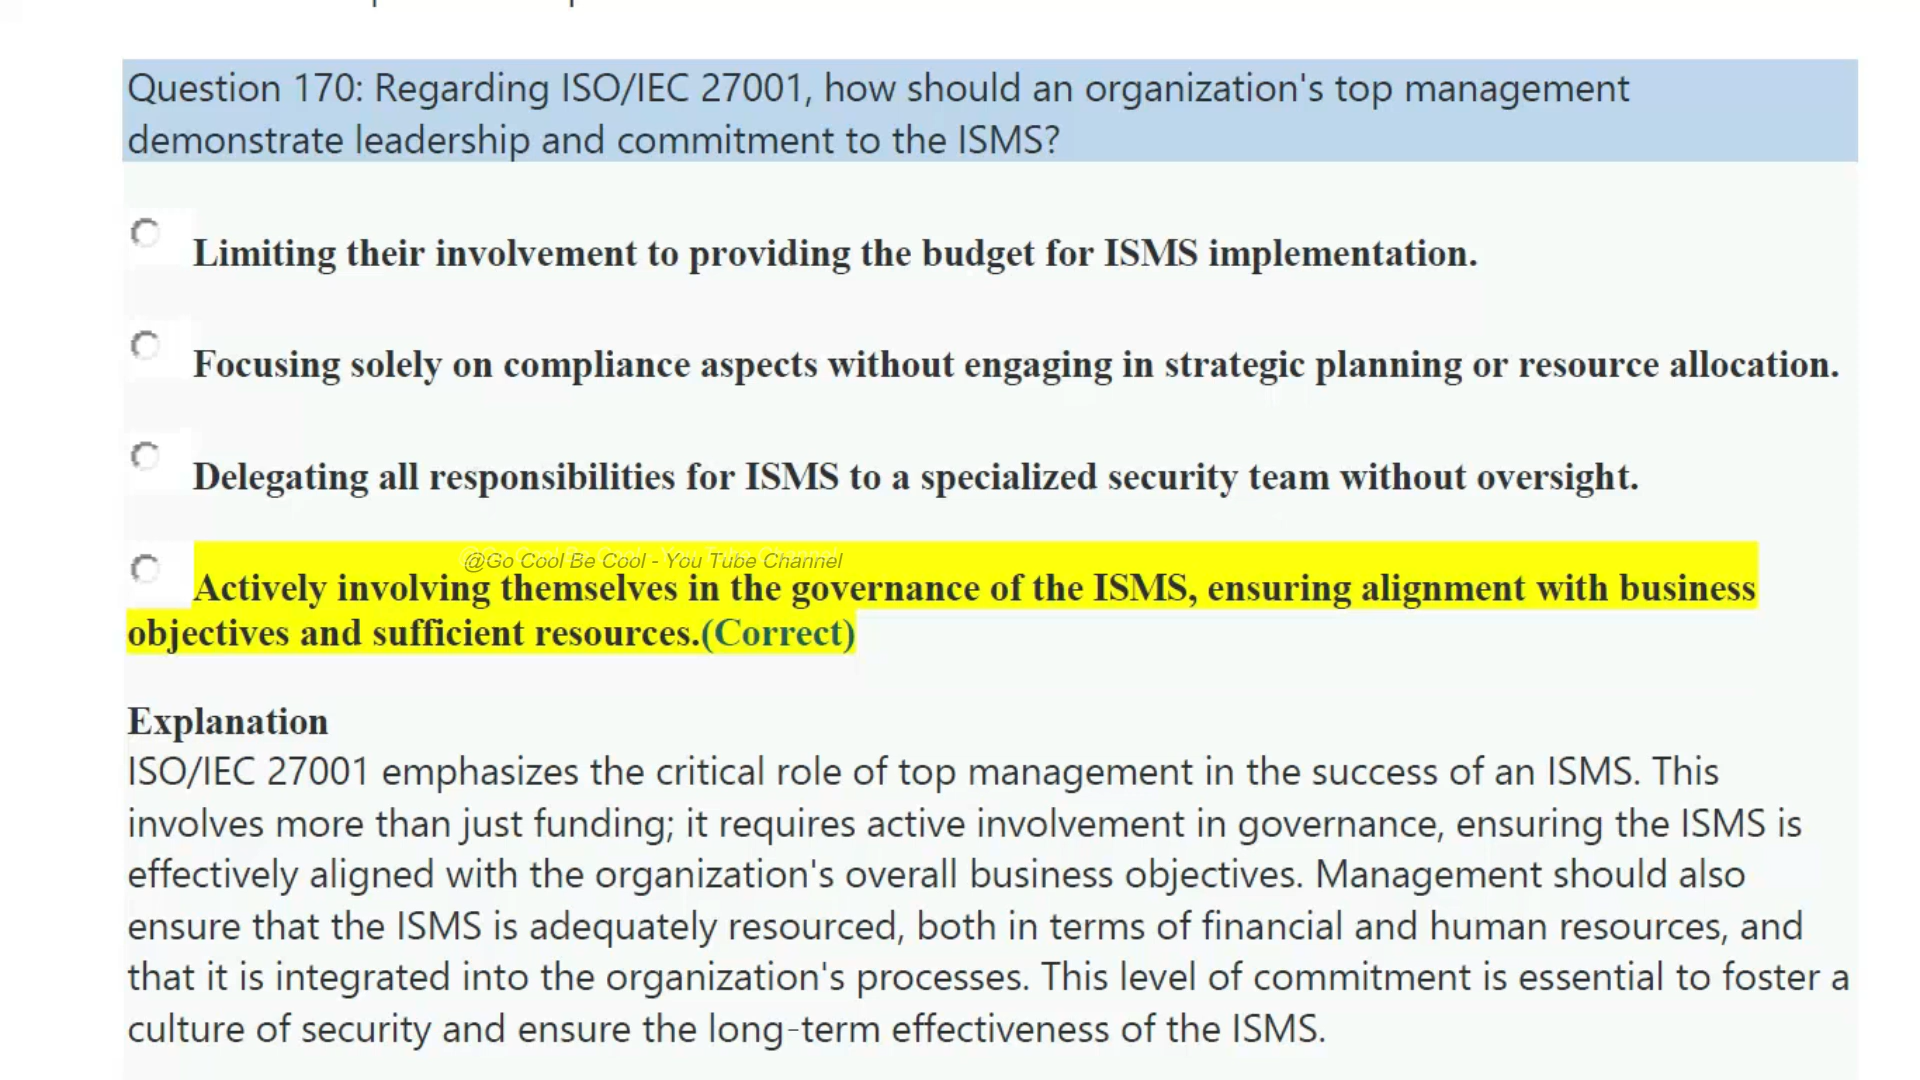 Question 170: Regarding ISO/IEC 27001, how should an organization's top management
demonstrate leadership and commitment to the ISMS?
Limiting their involvement to providing the budget for ISMS implementation.
Focusing solely on compliance aspects without engaging in strategic planning or resource allocation.
Delegating all responsibilities for ISMS to a specialized security team without oversight.
@Go Cool Be Cool - You Tube Channel
Actively involving themselves in the governance of the ISMS, ensuring alignment with business
objectives and sufficient resources.(Correct)
Explanation
ISO/IEC 27001 emphasizes the critical role of top management in the success of an ISMS. This
involves more than just funding; it requires active involvement in governance, ensuring the ISMS is
effectively aligned with the organization's overall business objectives. Management should also
ensure that the ISMS is adequately resourced, both in terms of financial and human resources, and
that it is integrated into the organization's processes. This level of commitment is essential to foster a
culture of security and ensure the long-term effectiveness of the ISMS.